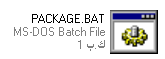 PACKAGE.BAT
MS-DOS Batch File
1 ك.ب